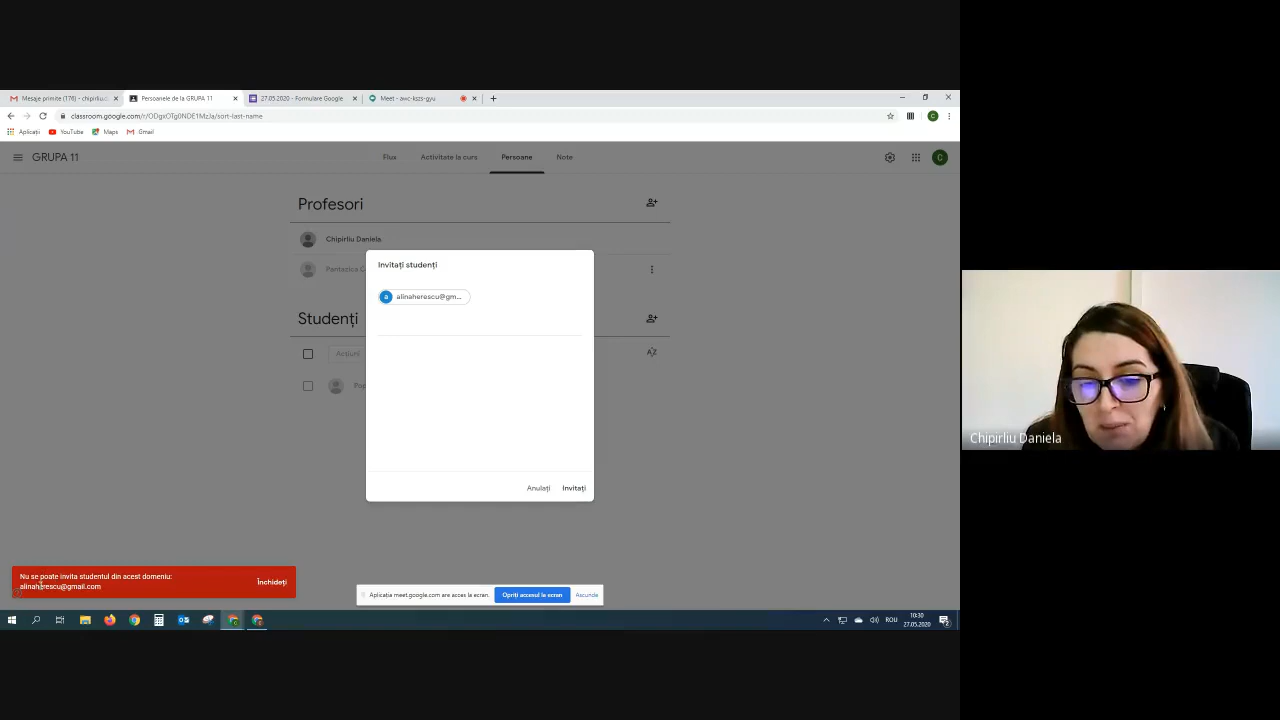 Mesaje primite (176) - chipirliu.c
Persoanele de la GRUPA 11
27.05.2020 - Formulare Google
Meet - awc-kszs-gyu
classroom.google.com/r/ODgxOTg0NDE1MzJa/sort-last-name
C
Aplicații
YouTube
Maps
Gmail
GRUPA 11
Flux
Activitate la curs
Persoane
Note
C
Profesori
Chipirliu Daniela
Pantazica G
Invitați studenți
a alinaherescu@gm...
Studenți
Acțiuni
Anulați
Invitați
Nu se poate invita studentul din acest domeniu:
alinaherescu@gmail.com
Închideți
Aplicația meet.google.com are acces la ecran.
Opriți accesul la ecran
Ascunde
ROU
10:30
27.05.2020
Chipirliu Daniela